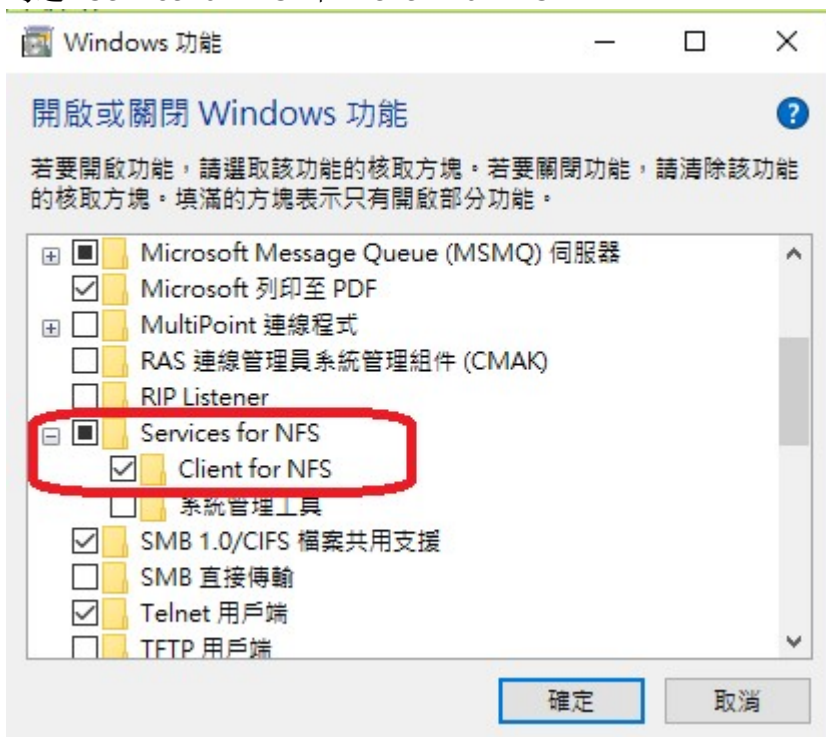 Windows 功能
開啟或關閉 Windows 功能
若要開啟功能，請選取該功能的核取方塊。若要關閉功能，請清除該功能
的核取方塊。填滿的方塊表示只有開啟部分功能。
Microsoft Message Queue (MSMQ) 伺服器
Microsoft 列印至 PDF
MultiPoint 連線程式
RAS 連線管理員系統管理組件 (CMAK)
RIP Listener
Services for NFS
Client for NFS
系統管理工具
SMB 1.0/CIFS 檔案共用支援
SMB 直接傳輸
Telnet 用戶端
TFTP 用戶端
確定
取消